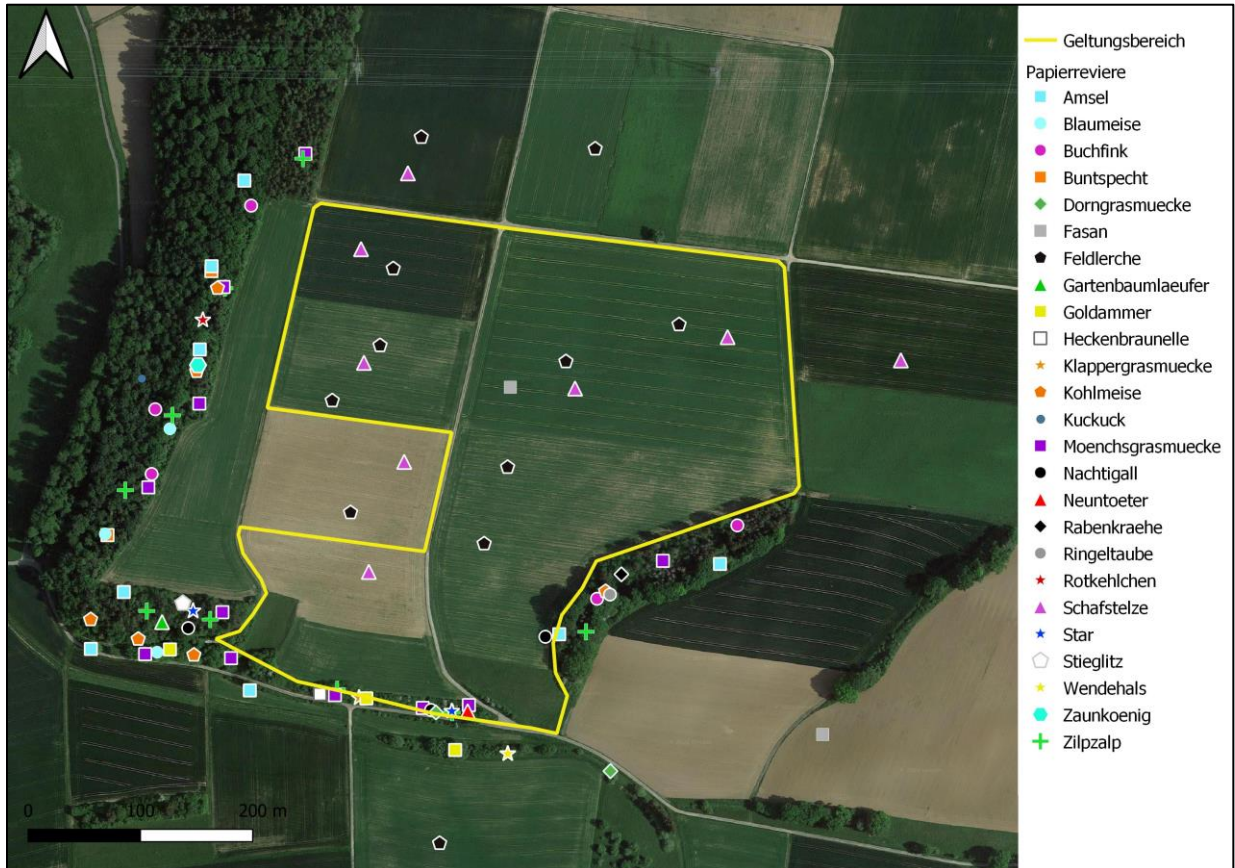 Geltungsbereich
Papierreviere
Amsel
Blaumeise
Buchfink
Buntspecht
Dorngrasmuecke
Fasan
Feldlerche
Gartenbaumlaeufer
Goldammer
Heckenbraunelle
Klappergrasmuecke
Kohlmeise
Kuckuck
Moenchsgrasmuecke
Nachtigall
Neuntoeter
Rabenkraehe
Ringeltaube
Rotkehlchen
Schafstelze
Star
Stieglitz
Wendehals
Zaunkoenig
Zilpzalp
0 100 200 m